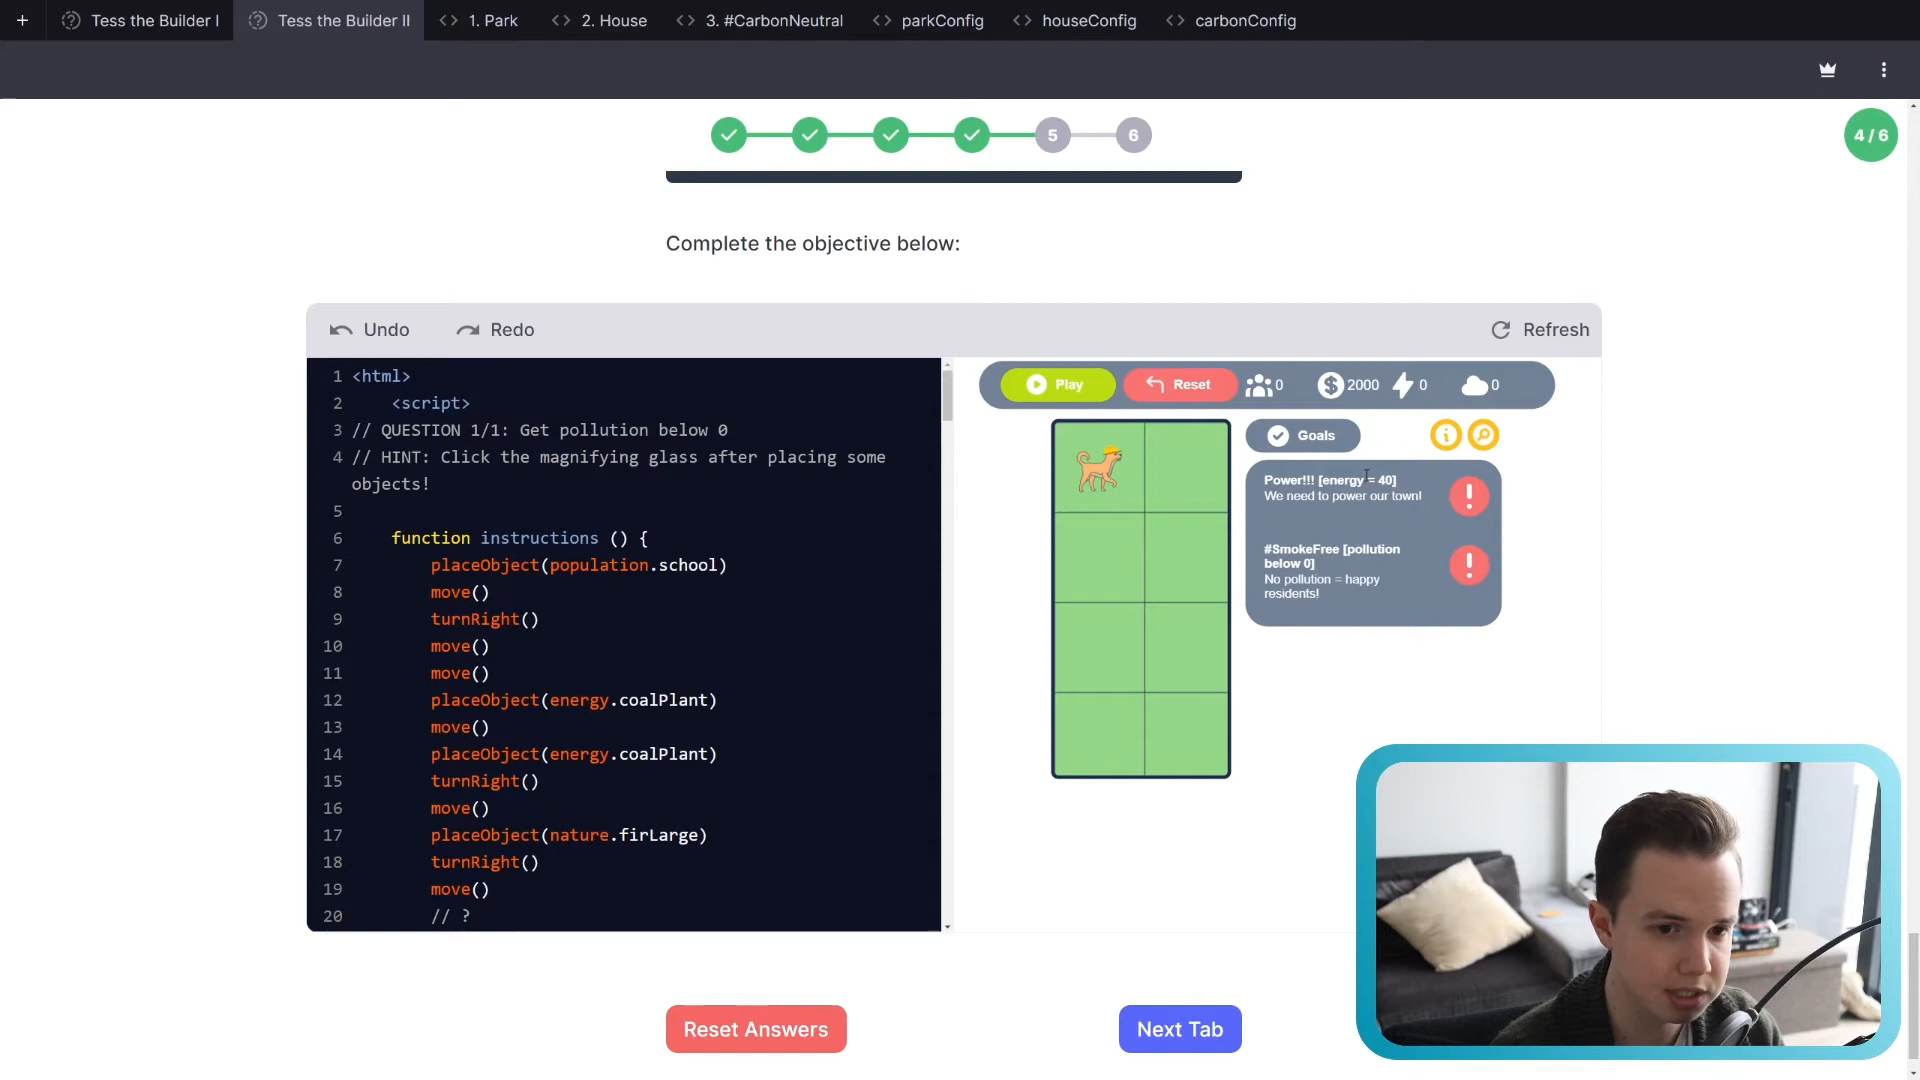 + Tess the Builder I Tess the Builder II 1. Park 2. House 3. #CarbonNeutral parkConfig houseConfig carbonConfig
5 6
4 / 6
Complete the objective below:
Undo Redo Refresh
1 <html>
2 <script>
3 // QUESTION 1/1: Get pollution below 0
4 // HINT: Click the magnifying glass after placing some
objects!
5
6 function instructions () {
7 placeObject(population.school)
8 move()
9 turnRight()
10 move()
11 move()
12 placeObject(energy.coalPlant)
13 move()
14 placeObject(energy.coalPlant)
15 turnRight()
16 move()
17 placeObject(nature.firLarge)
18 turnRight()
19 move()
20 // ?
Play Reset 0 2000 0 0
Goals
Power!!! [energy = 40]
We need to power our town!
#SmokeFree [pollution
below 0]
No pollution = happy
residents!
Reset Answers Next Tab